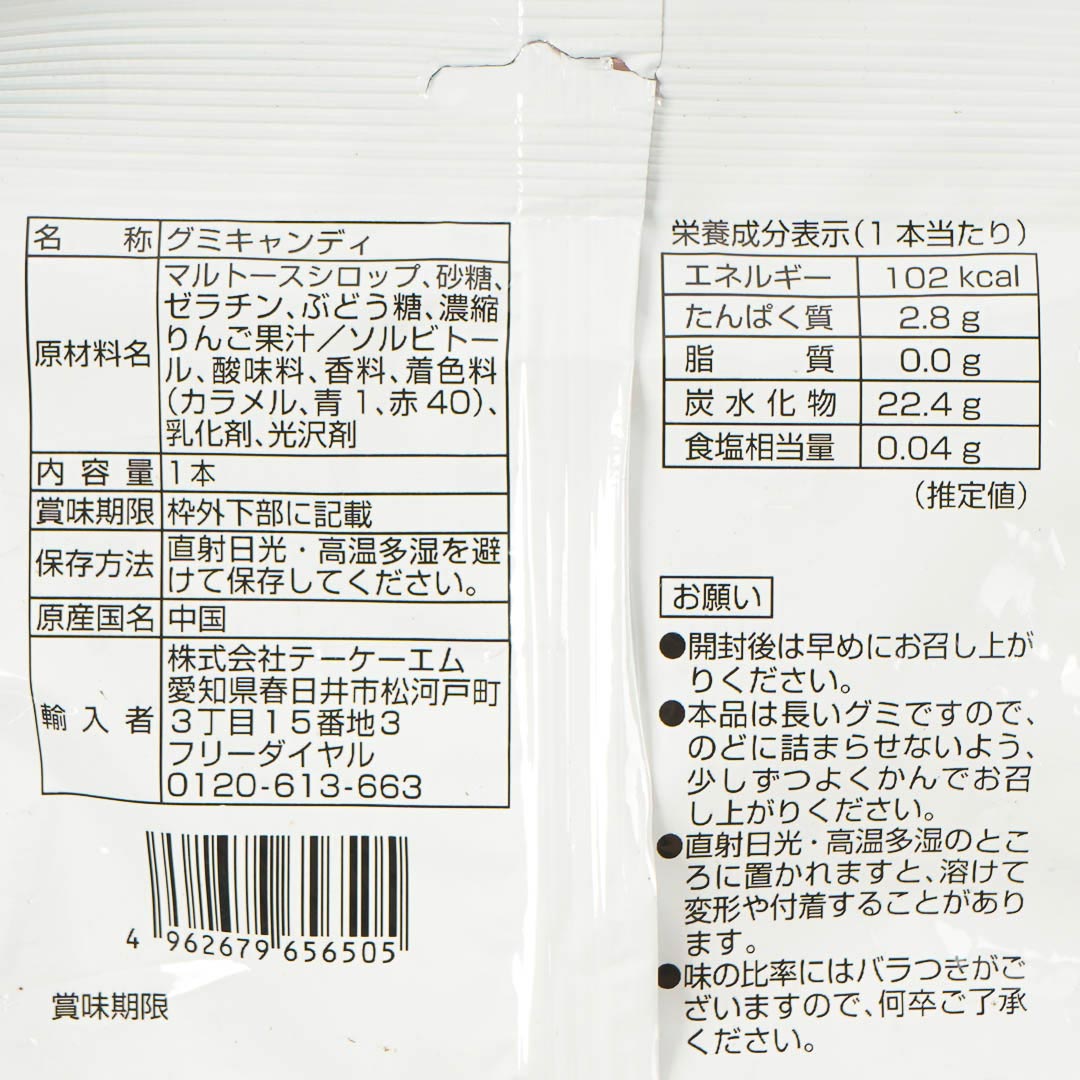 名称 グミキャンディ
原材料名 マルトースシロップ、砂糖、
ゼラチン、ぶどう糖、濃縮
りんご果汁／ソルビトー
ル、酸味料、香料、着色料
（カラメル、青1、赤40）、
乳化剤、光沢剤
内容量 1本
賞味期限 枠外下部に記載
保存方法 直射日光・高温多湿を避
けて保存してください。
原産国名 中国
輸入者 株式会社テーケーエム
愛知県春日井市松河戸町
3丁目15番地3
フリーダイヤル
0120-613-663
4 962679 656505
賞味期限
栄養成分表示（1本当たり）
エネルギー 102 kcal
たんぱく質 2.8 g
脂質 0.0 g
炭水化物 22.4 g
食塩相当量 0.04 g
（推定値）
お願い
●開封後は早めにお召し上が
りください。
●本品は長いグミですので、
のどに詰まらせないよう、
少しずつよくかんでお召
し上がりください。
●直射日光・高温多湿のとこ
ろに置かれますと、溶けて
変形や付着することがあり
ます。
●味の比率にはバラつきがご
ざいますので、何卒ご了承
ください。